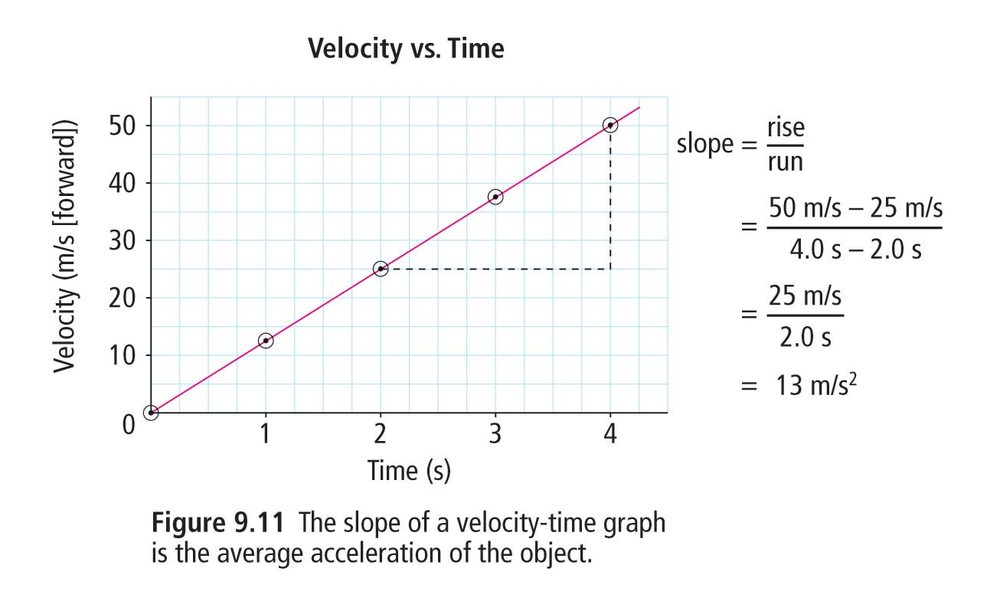 Velocity vs. Time
Velocity (m/s [forward])
50
40
30
20
10
0
1 2 3 4
Time (s)
slope = rise
run
= 50 m/s – 25 m/s
4.0 s – 2.0 s
= 25 m/s
2.0 s
= 13 m/s²
Figure 9.11 The slope of a velocity-time graph
is the average acceleration of the object.